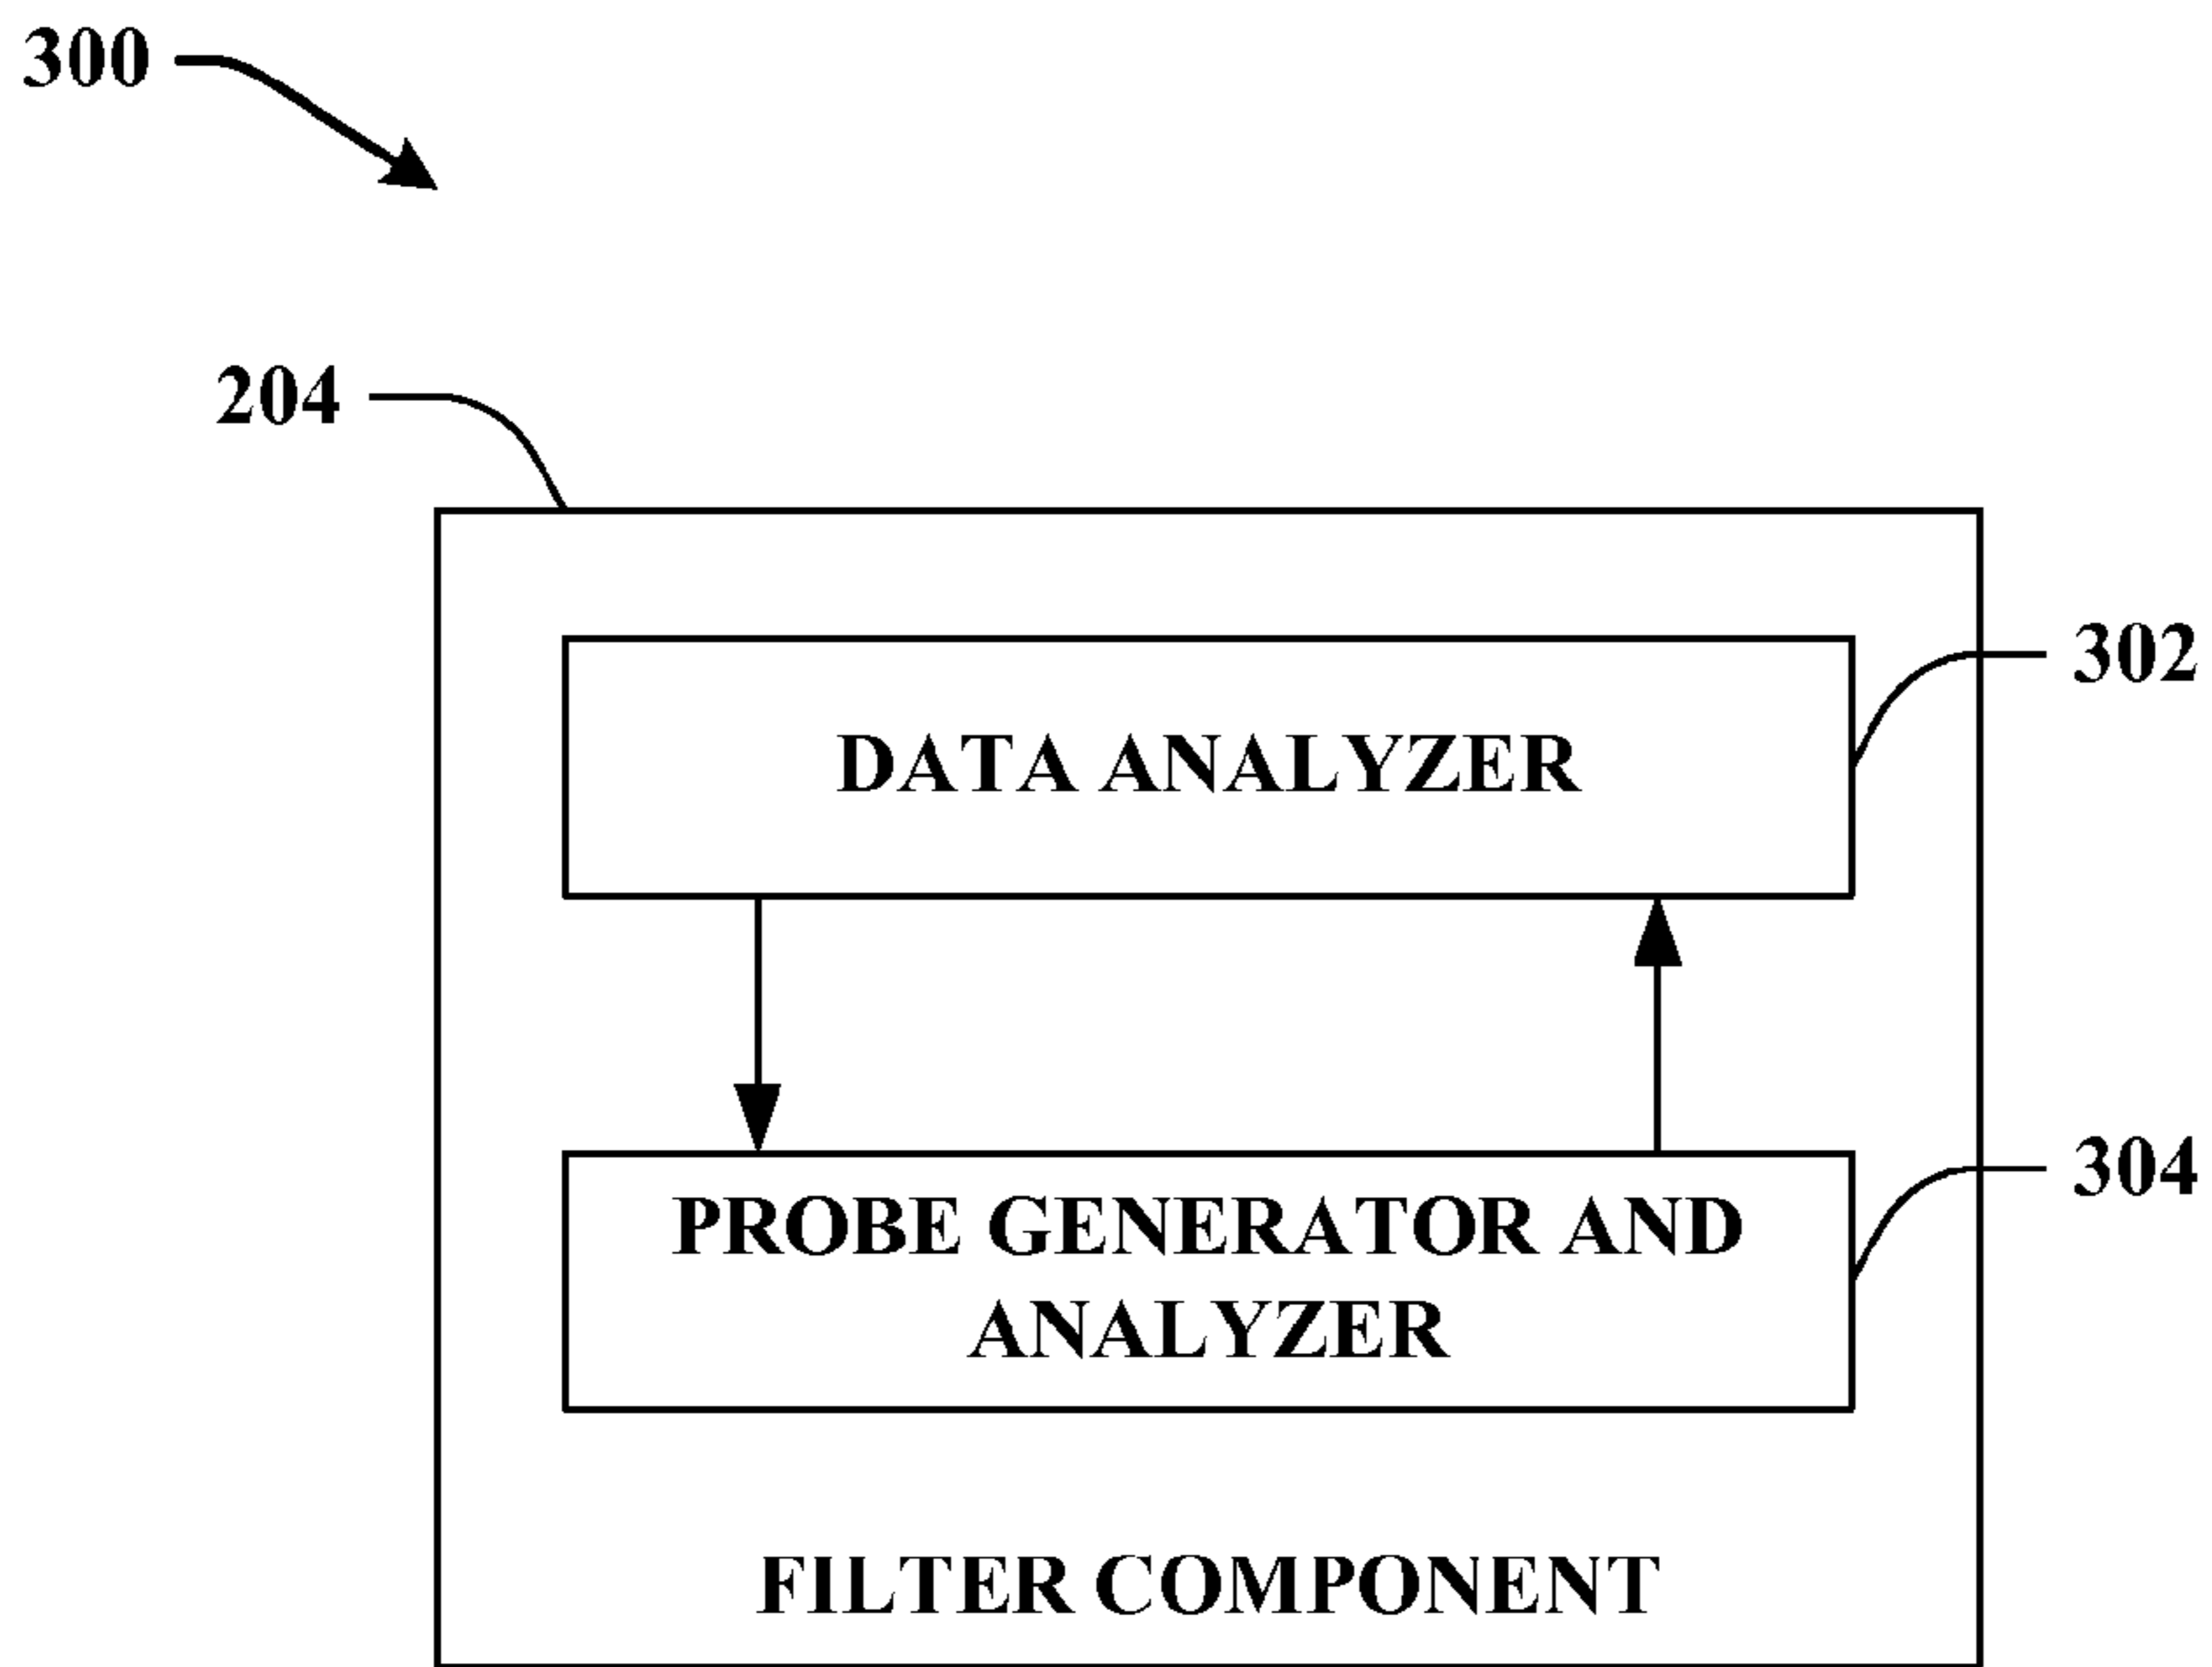 300
204
302
DATA ANALYZER
304
PROBE GENERATOR AND
ANALYZER
FILTER COMPONENT